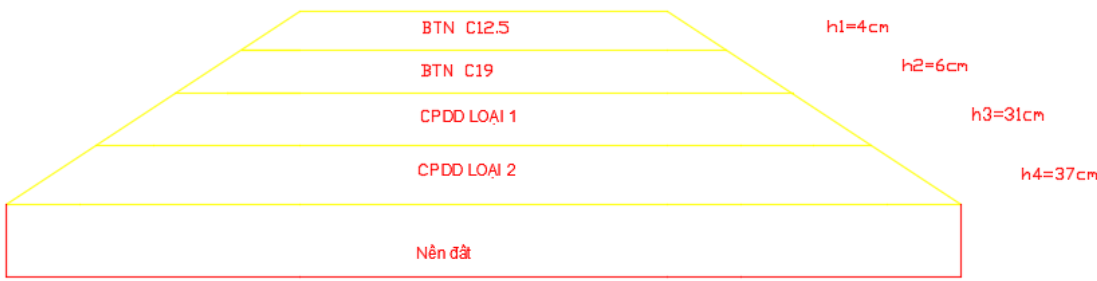 BTN C12.5 h1=4cm
BTN C19 h2=6cm
CPDD LOẠI 1 h3=31cm
CPDD LOẠI 2 h4=37cm
Nền đất